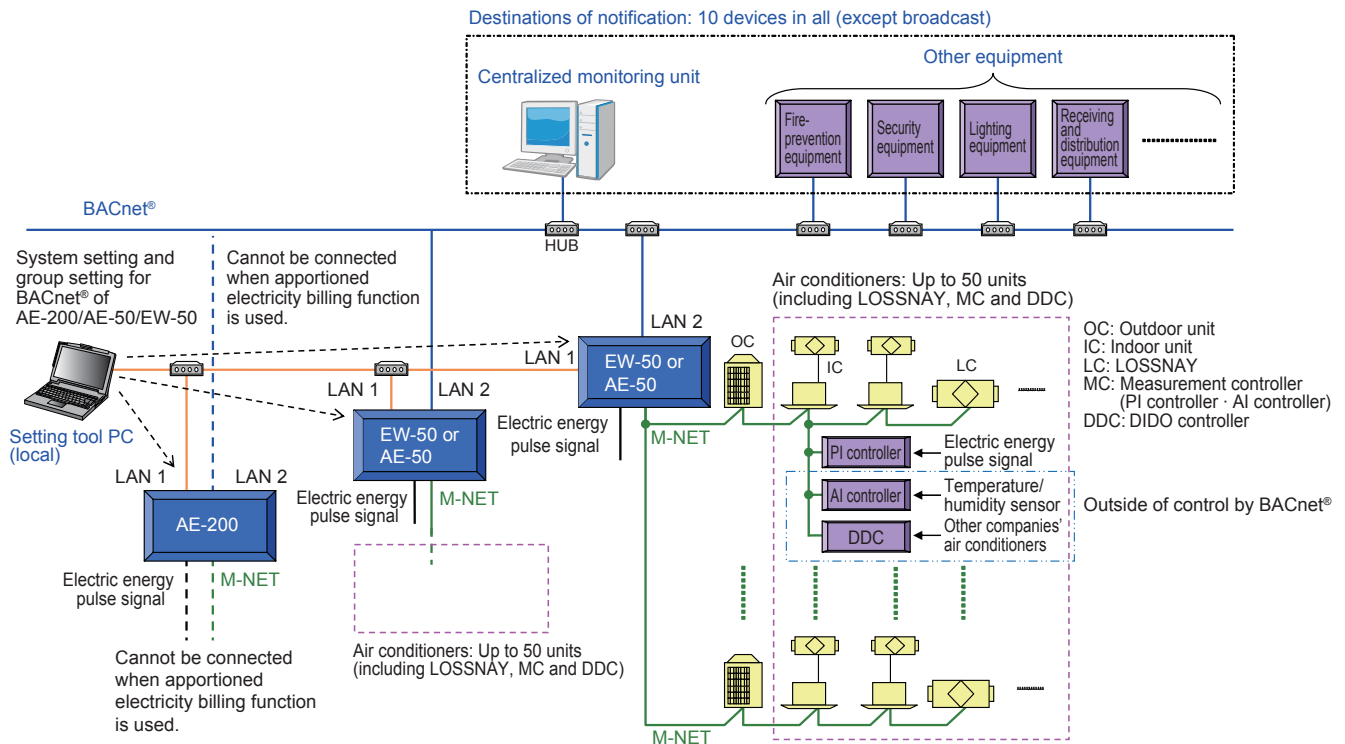 Destinations of notification: 10 devices in all (except broadcast)
Centralized monitoring unit
Other equipment
Fire-
prevention
equipment
Security
equipment
Lighting
equipment
Receiving
and
distribution
equipment
BACnet®
HUB
System setting and
group setting for
BACnet® of
AE-200/AE-50/EW-50
Cannot be connected
when apportioned
electricity billing function
is used.
Air conditioners: Up to 50 units
(including LOSSNAY, MC and DDC)
LAN 2
LAN 1
EW-50 or
AE-50
OC
IC
LC
OC: Outdoor unit
IC: Indoor unit
LC: LOSSNAY
MC: Measurement controller
(PI controller · AI controller)
DDC: DIDO controller
LAN 1
LAN 2
EW-50 or
AE-50
Electric energy
pulse signal
M-NET
Setting tool PC
(local)
PI controller
Electric energy
pulse signal
LAN 1
LAN 2
AE-200
Electric energy
pulse signal
M-NET
AI controller
Temperature/
humidity sensor
Outside of control by BACnet®
DDC
Other companies'
air conditioners
Electric energy
pulse signal
M-NET
Air conditioners: Up to 50 units
(including LOSSNAY, MC and DDC)
Cannot be connected
when apportioned
electricity billing function
is used.
M-NET